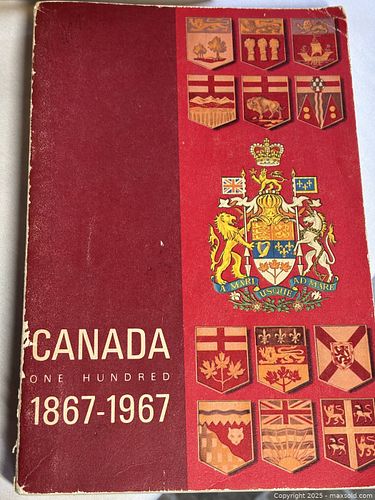 A MARI
USQUE
AD MARE
CANADA
ONE HUNDRED
1867-1967
Copyright 2025 - maxsold.com